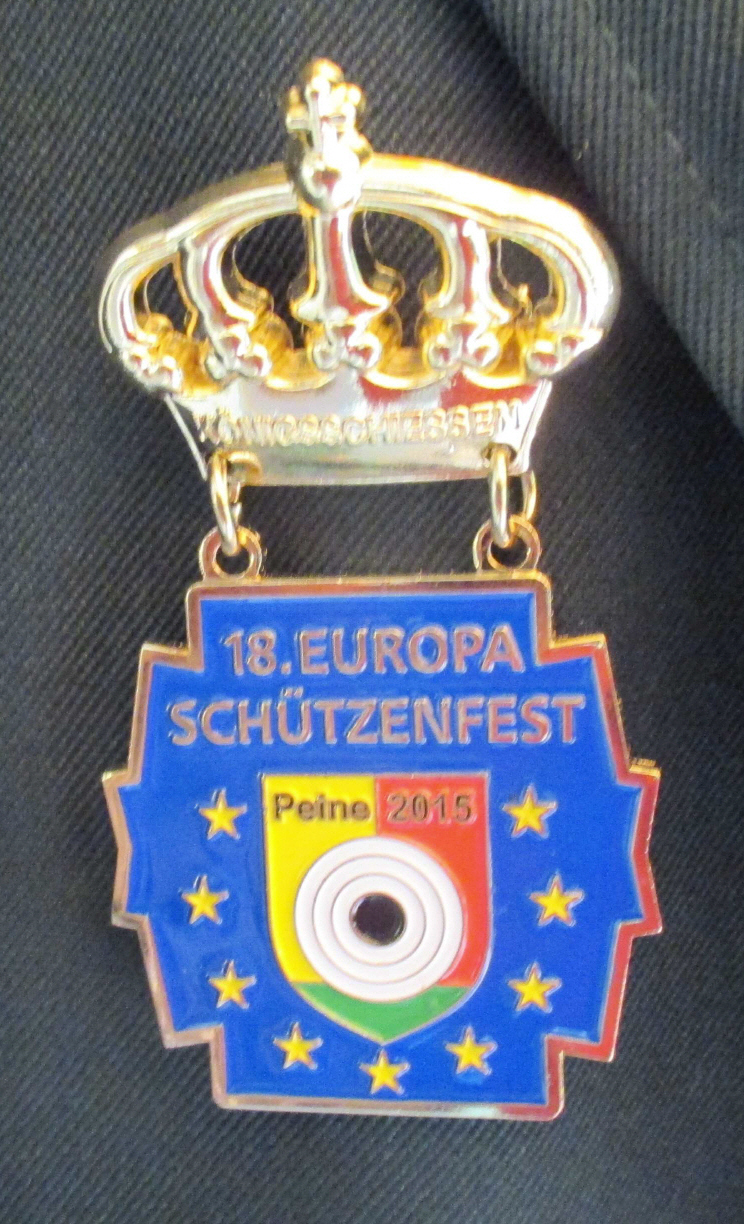 KÖNIGSSCHIESSEN
18. EUROPA
SCHÜTZENFEST
Peine 2015